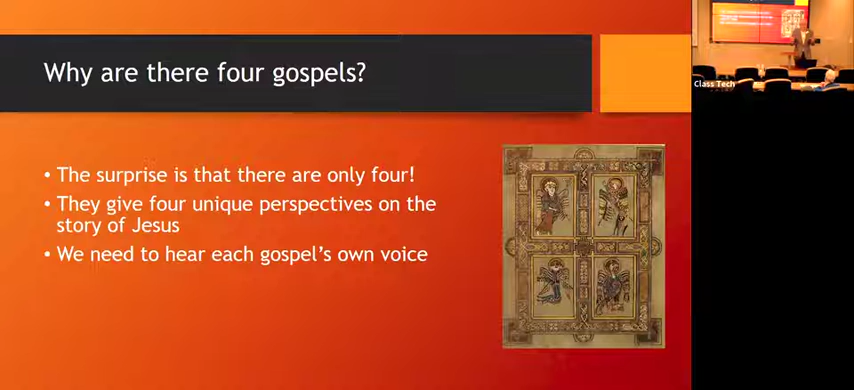 Why are there four gospels?
• The surprise is that there are only four!
• They give four unique perspectives on the
story of Jesus
• We need to hear each gospel's own voice
Class Tech